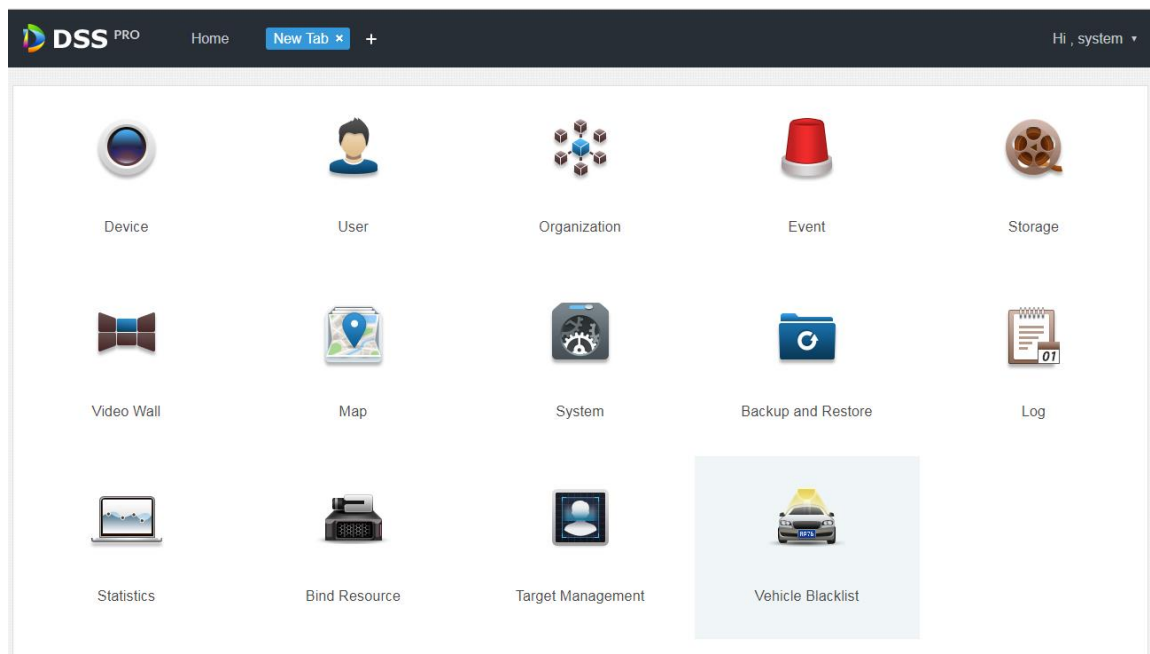 DSS PRO Home New Tab × + Hi , system ▾
Device User Organization Event Storage
01
Video Wall Map System Backup and Restore Log
Statistics Bind Resource Target Management Vehicle Blacklist